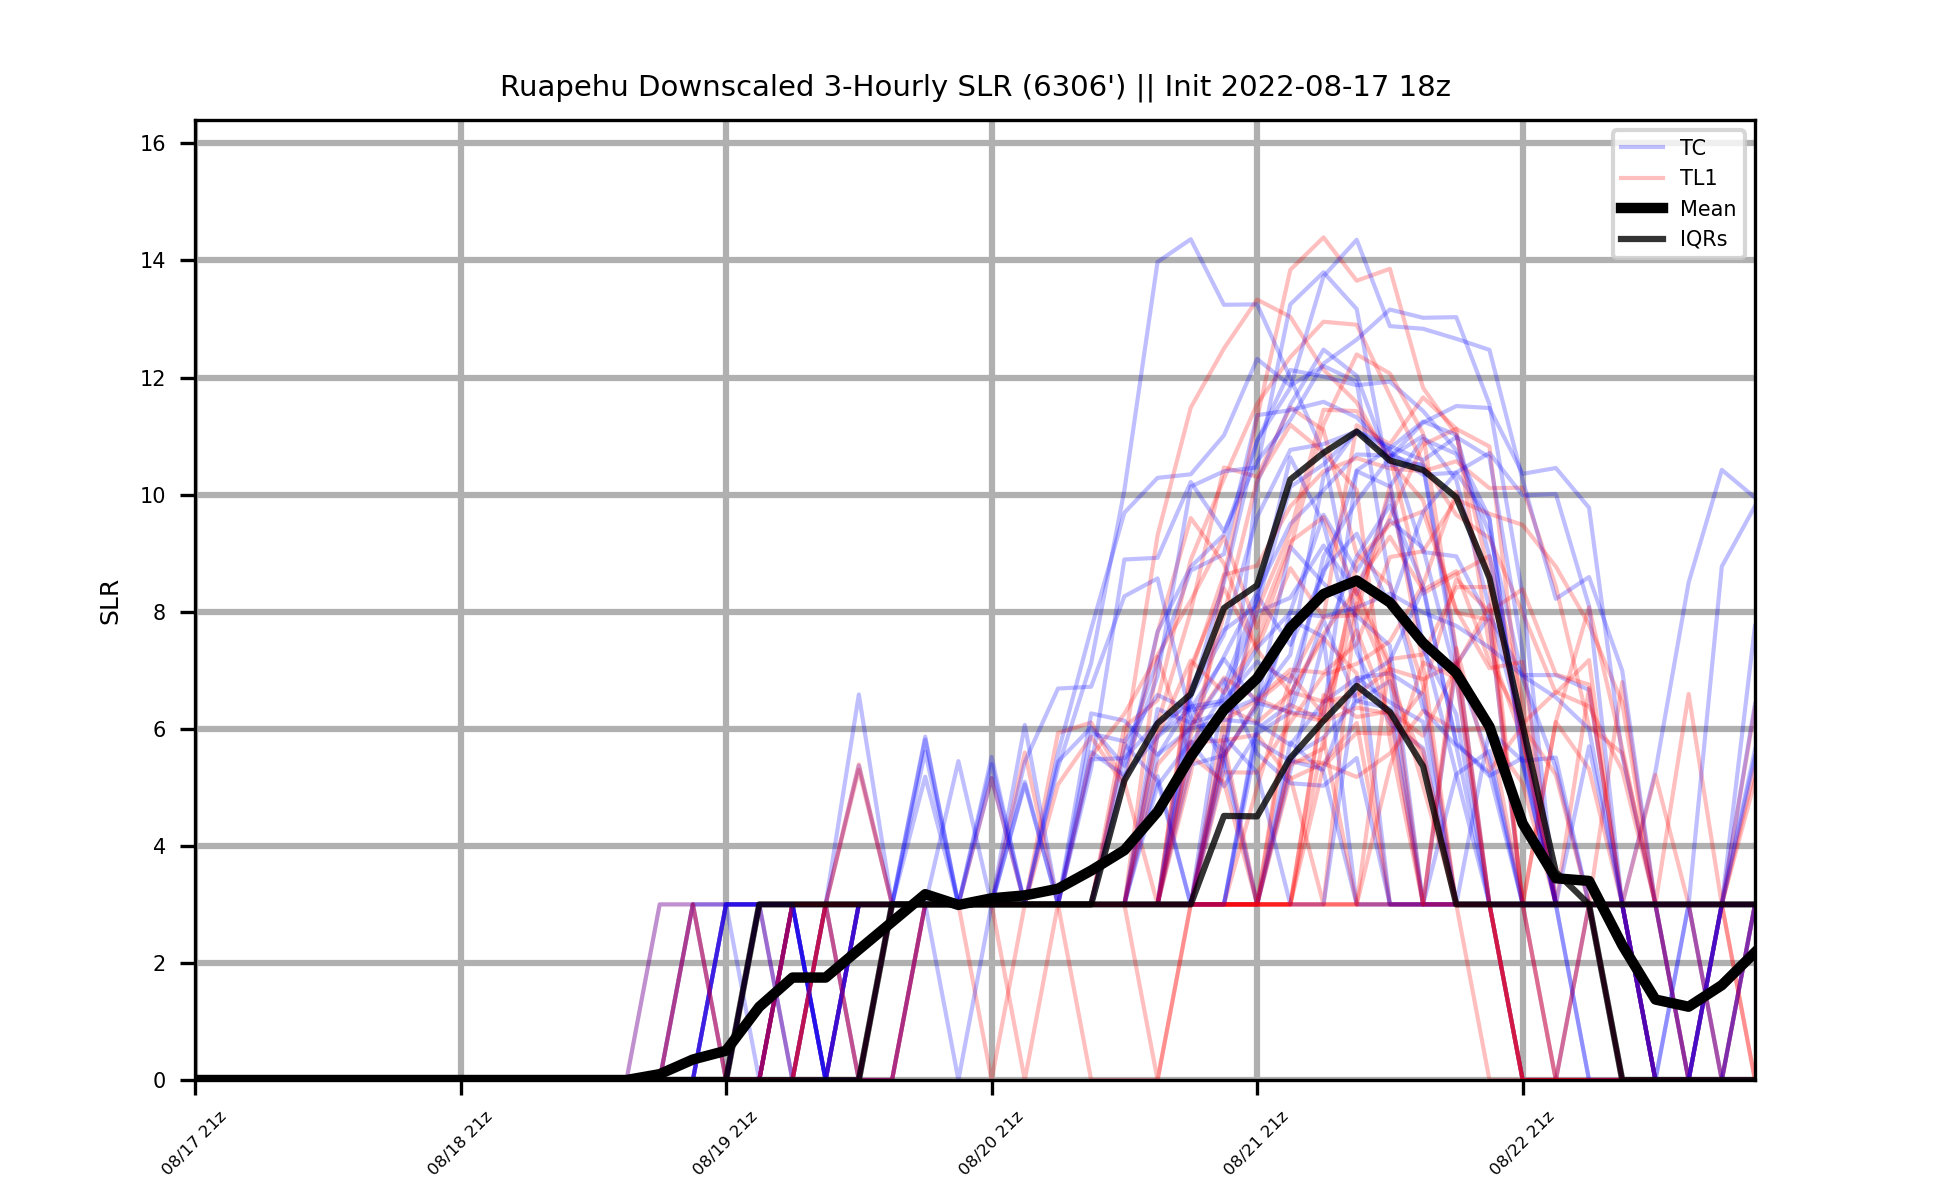 Ruapehu Downscaled 3-Hourly SLR (6306') || Init 2022-08-17 18z
16
14
12
10
8
6
4
2
0
SLR
TC
TL1
Mean
IQRs
08/17 21z
08/18 21z
08/19 21z
08/20 21z
08/21 21z
08/22 21z